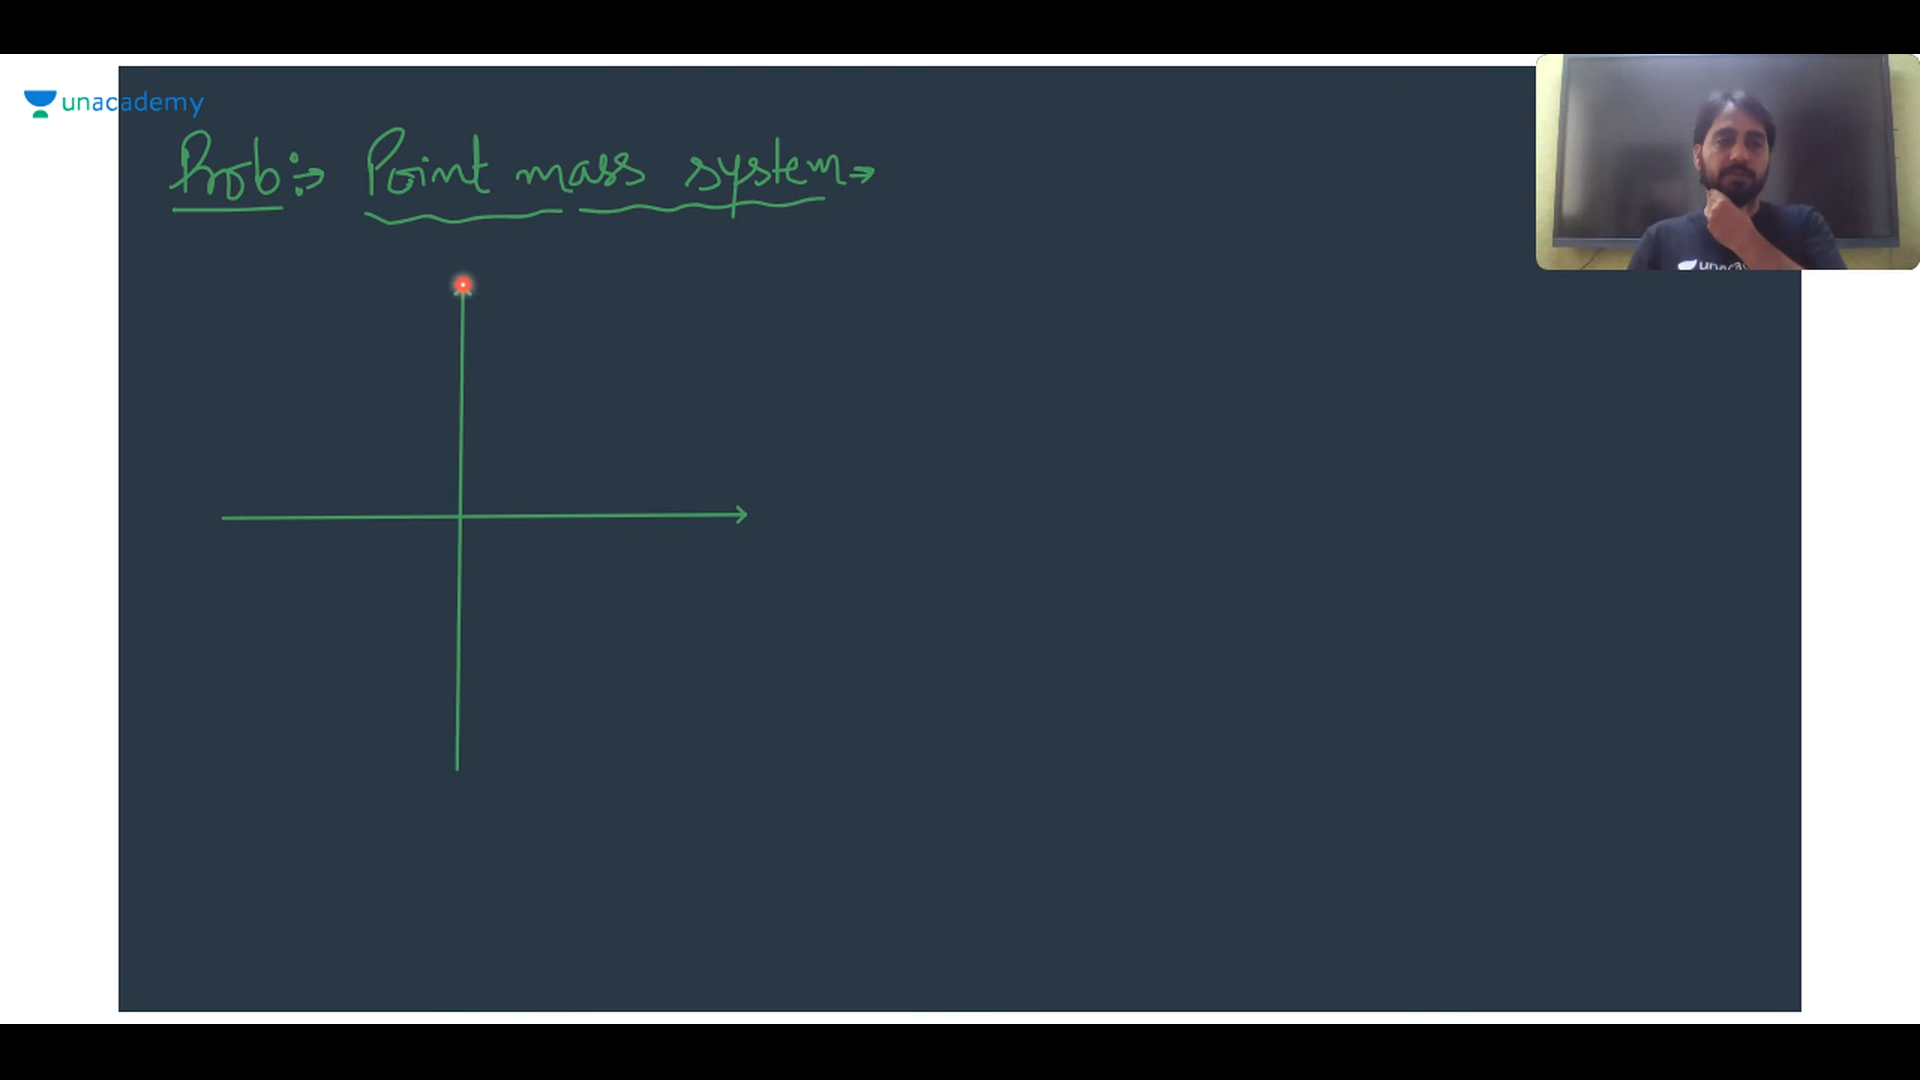 unacademy
Prob:→ Point mass system→